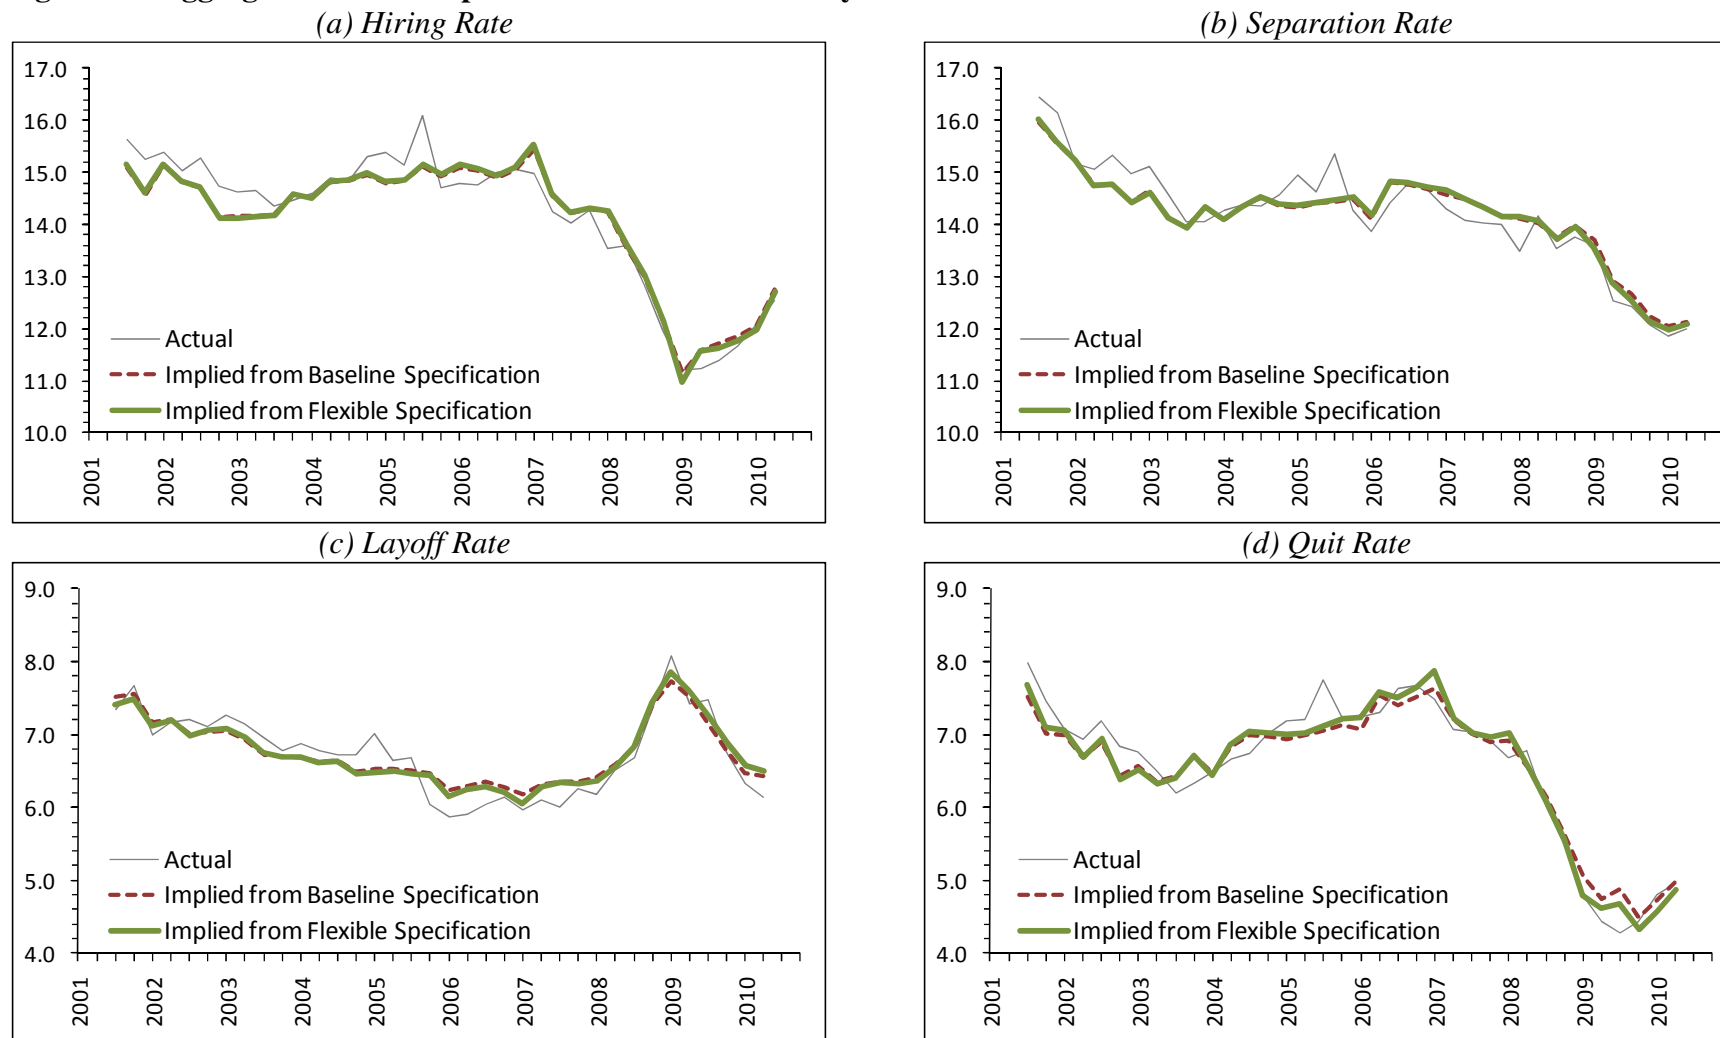 (a) Hiring Rate
17.0
16.0
15.0
14.0
13.0
12.0
11.0
10.0
Actual
Implied from Baseline Specification
Implied from Flexible Specification
2001 2002 2003 2004 2005 2006 2007 2008 2009 2010
(b) Separation Rate
17.0
16.0
15.0
14.0
13.0
12.0
11.0
10.0
Actual
Implied from Baseline Specification
Implied from Flexible Specification
2001 2002 2003 2004 2005 2006 2007 2008 2009 2010
(c) Layoff Rate
9.0
8.0
7.0
6.0
5.0
4.0
Actual
Implied from Baseline Specification
Implied from Flexible Specification
2001 2002 2003 2004 2005 2006 2007 2008 2009 2010
(d) Quit Rate
9.0
8.0
7.0
6.0
5.0
4.0
Actual
Implied from Baseline Specification
Implied from Flexible Specification
2001 2002 2003 2004 2005 2006 2007 2008 2009 2010